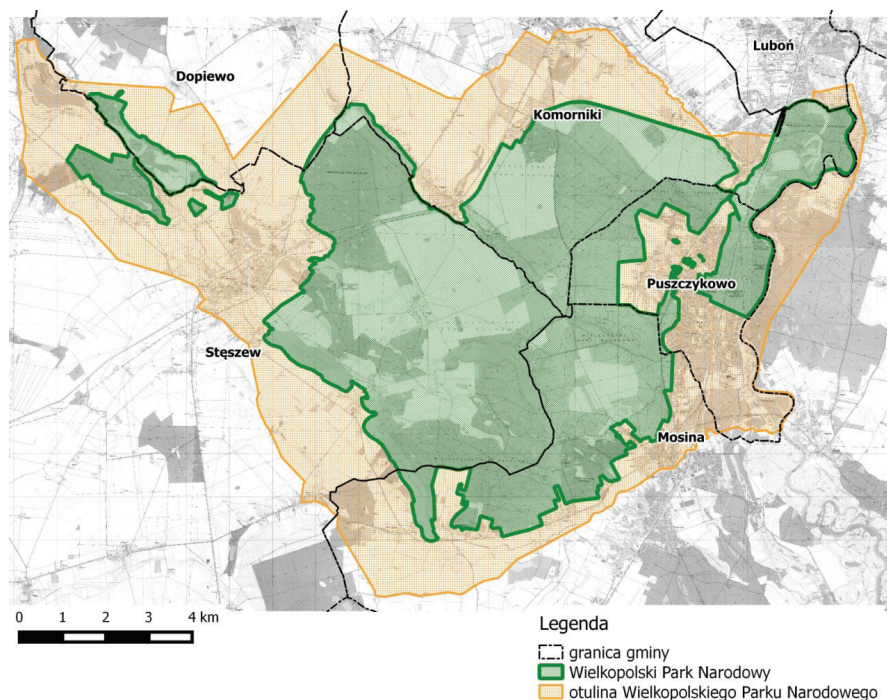 Luboń
Dopiewo
Komorniki
Puszczykowo
Stęszew
Mosina
0 1 2 3 4 km
Legenda
granica gminy
Wielkopolski Park Narodowy
otulina Wielkopolskiego Parku Narodowego